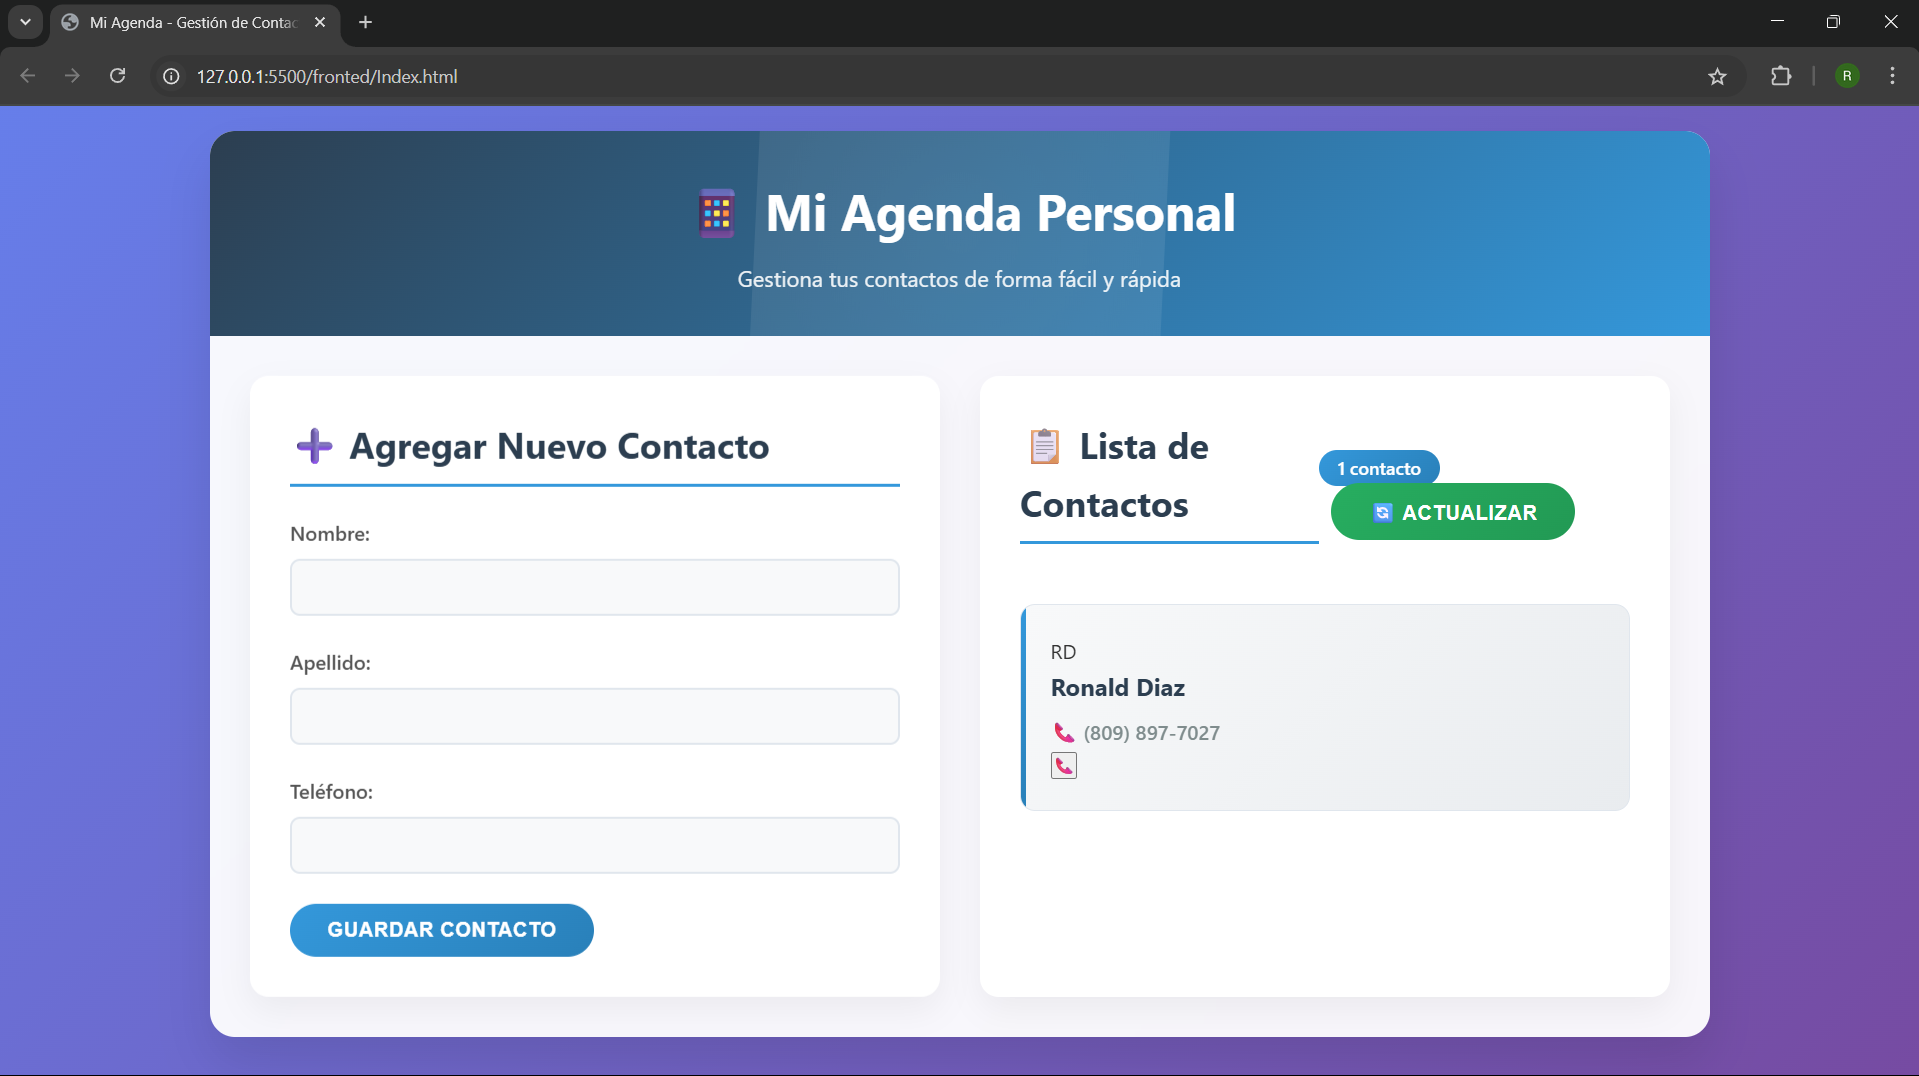 Mi Agenda - Gestión de Contac
127.0.0.1:5500/fronted/Index.html
R
Mi Agenda Personal
Gestiona tus contactos de forma fácil y rápida
Agregar Nuevo Contacto
Nombre:
Apellido:
Teléfono:
GUARDAR CONTACTO
Lista de
Contactos
1 contacto
ACTUALIZAR
RD
Ronald Diaz
(809) 897-7027